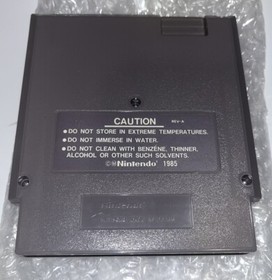 CAUTION REV-A
• DO NOT STORE IN EXTREME TEMPERATURES.
• DO NOT IMMERSE IN WATER.
• DO NOT CLEAN WITH BENZENE, THINNER,
ALCOHOL OR OTHER SUCH SOLVENTS.
©Nintendo® 1985